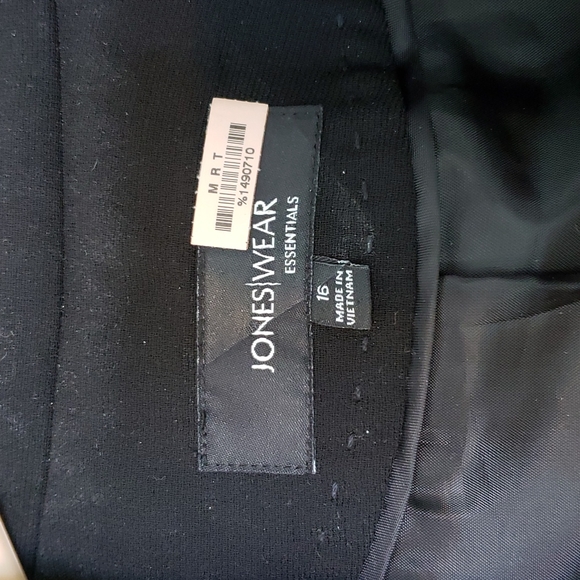 M R T
%1490710
JONES|WEAR
ESSENTIALS
16
MADE IN
VIETNAM